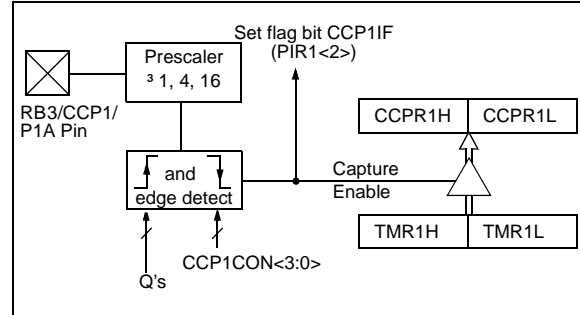 Set flag bit CCP1IF
(PIR1<2>)
Prescaler
³ 1, 4, 16
RB3/CCP1/
P1A Pin
CCPR1H
CCPR1L
and
edge detect
Capture
Enable
TMR1H
TMR1L
CCP1CON<3:0>
Q's